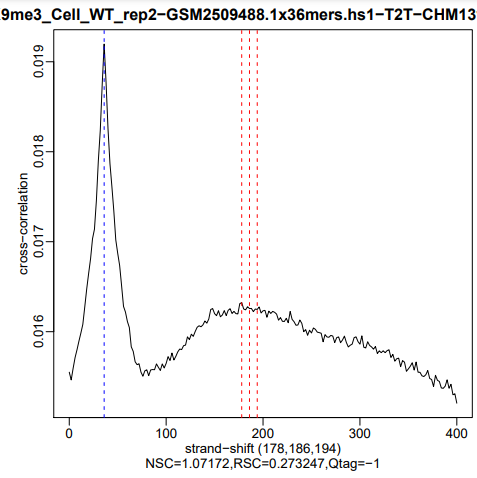 9me3_Cell_WT_rep2−GSM2509488.1x36mers.hs1−T2T−CHM13
0.019
0.018
0.017
0.016
cross−correlation
0 100 200 300 400
strand−shift (178,186,194)
NSC=1.07172,RSC=0.273247,Qtag=−1